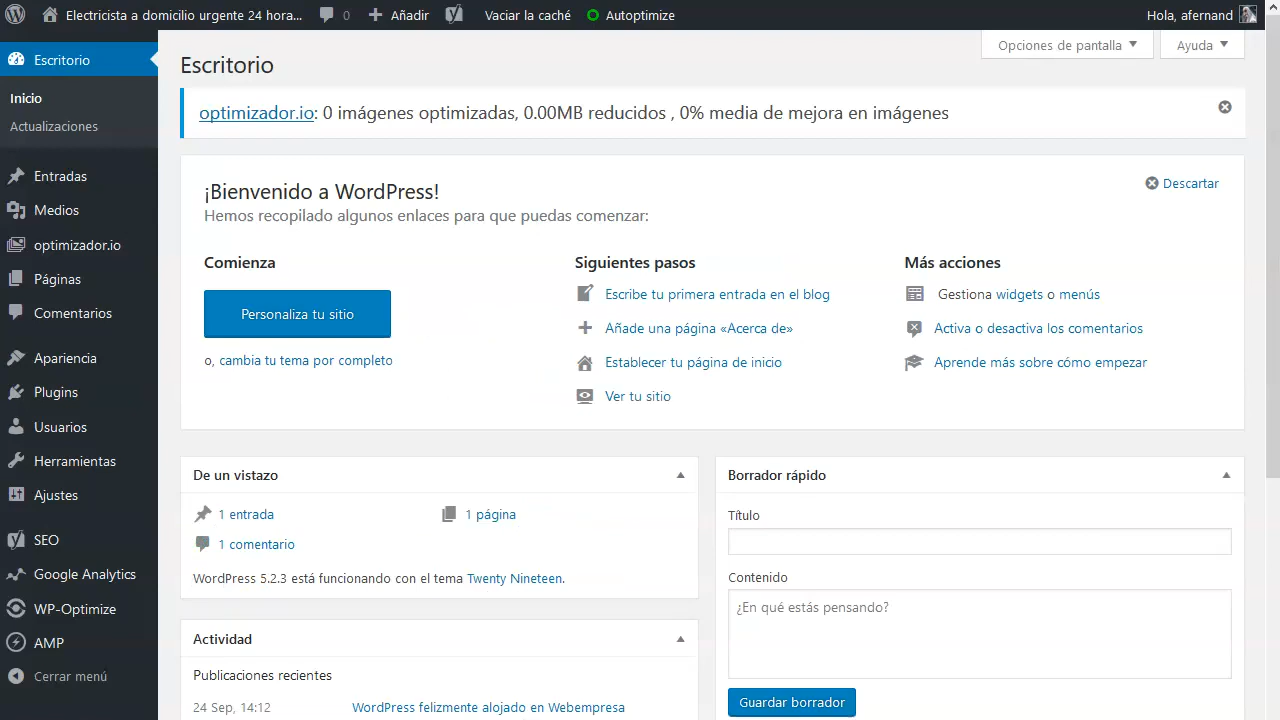 Electricista a domicilio urgente 24 hora...
0
Añadir
Vaciar la caché
Autoptimize
Hola, afernand
Escritorio
Inicio
Actualizaciones
Entradas
Medios
optimizador.io
Páginas
Comentarios
Apariencia
Plugins
Usuarios
Herramientas
Ajustes
SEO
Google Analytics
WP-Optimize
AMP
Cerrar menú
Opciones de pantalla
Ayuda
Escritorio
optimizador.io: 0 imágenes optimizadas, 0.00MB reducidos , 0% media de mejora en imágenes
¡Bienvenido a WordPress!
Descartar
Hemos recopilado algunos enlaces para que puedas comenzar:
Comienza
Personaliza tu sitio
o, cambia tu tema por completo
Siguientes pasos
Escribe tu primera entrada en el blog
Añade una página «Acerca de»
Establecer tu página de inicio
Ver tu sitio
Más acciones
Gestiona widgets o menús
Activa o desactiva los comentarios
Aprende más sobre cómo empezar
De un vistazo
1 entrada
1 página
1 comentario
WordPress 5.2.3 está funcionando con el tema Twenty Nineteen.
Actividad
Publicaciones recientes
24 Sep, 14:12
WordPress felizmente alojado en Webempresa
Borrador rápido
Título
Contenido
¿En qué estás pensando?
Guardar borrador